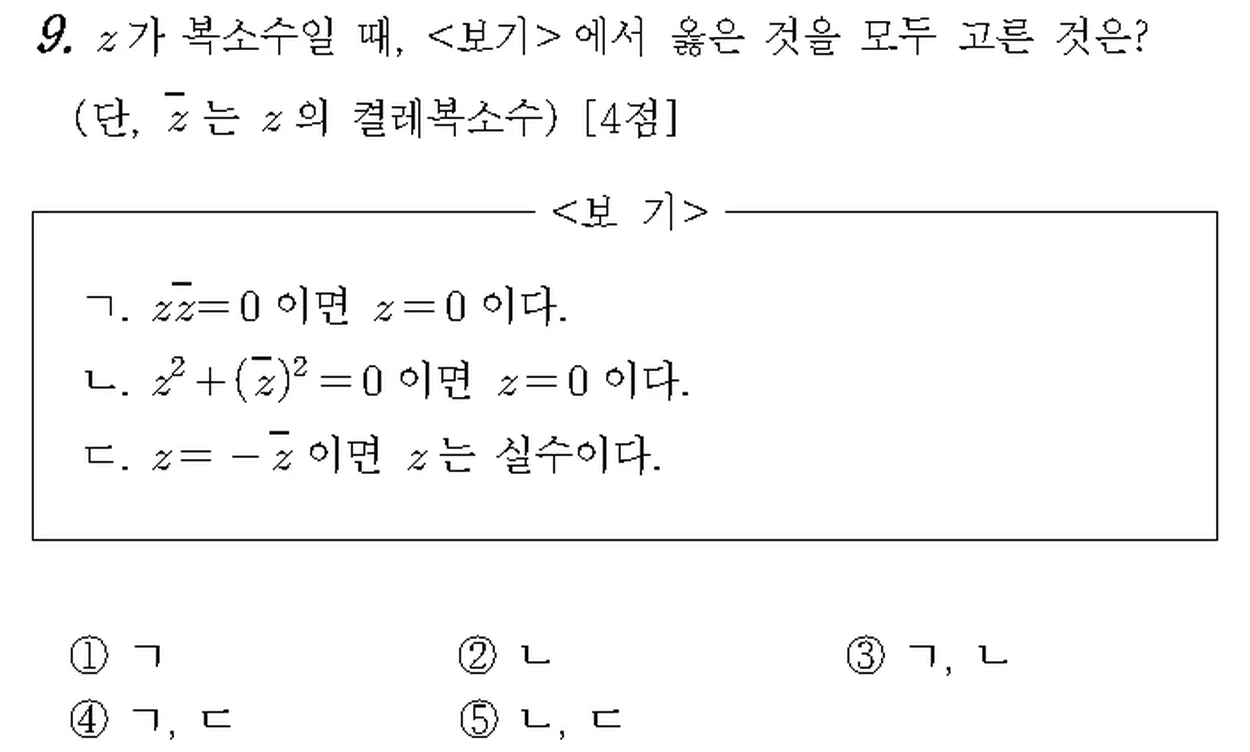 9. z가 복소수일 때, <보기>에서 옳은 것을 모두 고른 것은?
(단, z̅는 z의 켤레복소수) [4점]
<보 기>
ㄱ. zz̅=0 이면 z=0 이다.
ㄴ. z²+(z̅)²=0 이면 z=0 이다.
ㄷ. z=-z̅ 이면 z는 실수이다.
① ㄱ ② ㄴ ③ ㄱ, ㄴ
④ ㄱ, ㄷ ⑤ ㄴ, ㄷ